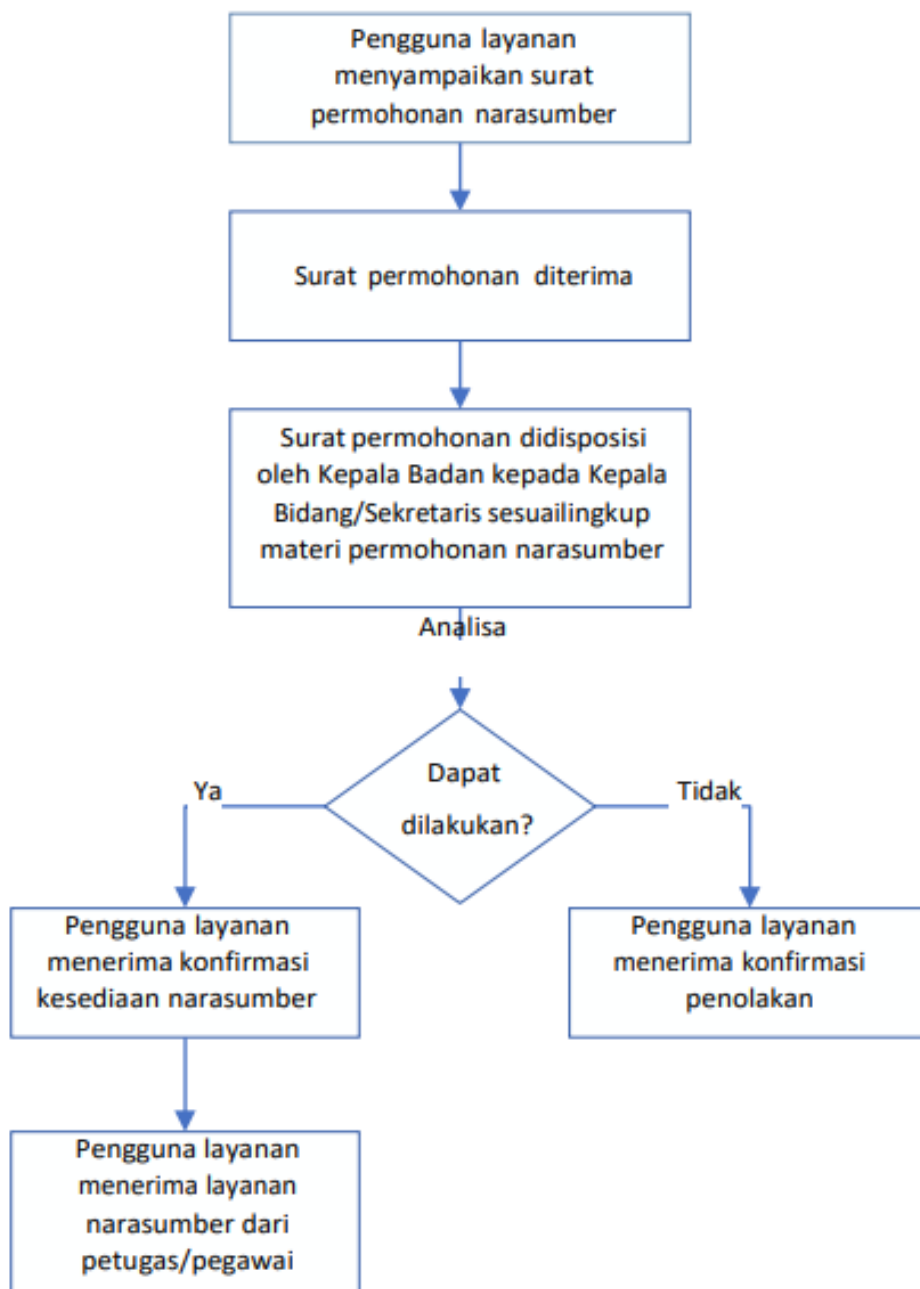 Pengguna layanan
menyampaikan surat
permohonan narasumber
Surat permohonan diterima
Surat permohonan didisposisi
oleh Kepala Badan kepada Kepala
Bidang/Sekretaris sesuailingkup
materi permohonan narasumber
Analisa
Dapat
dilakukan?
Ya
Tidak
Pengguna layanan
menerima konfirmasi
kesediaan narasumber
Pengguna layanan
menerima konfirmasi
penolakan
Pengguna layanan
menerima layanan
narasumber dari
petugas/pegawai